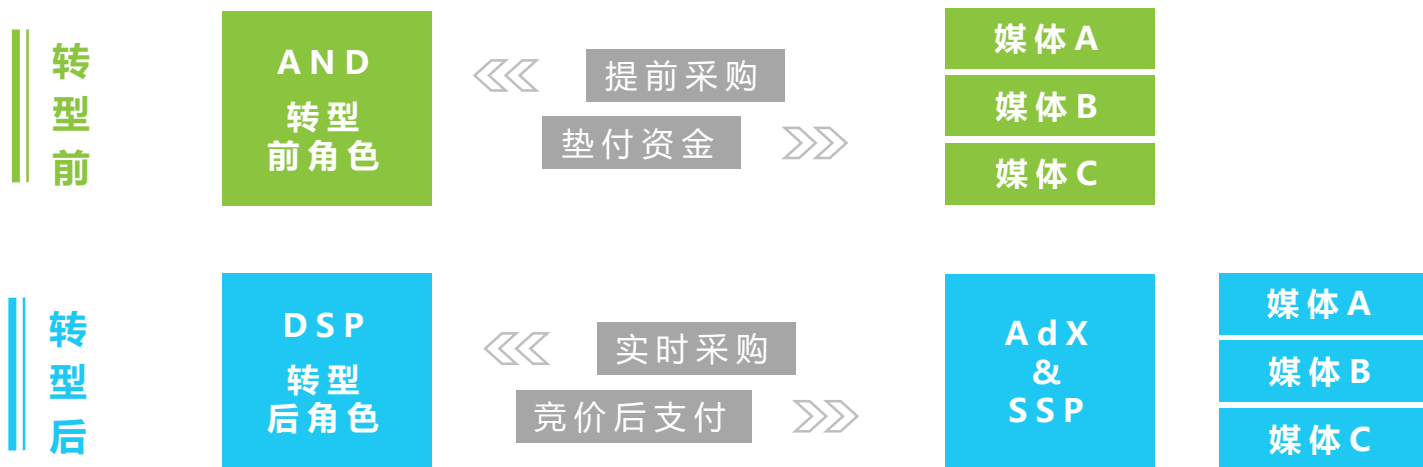 转型前
AND
转型
前角色
提前采购
垫付资金
媒体A
媒体B
媒体C
转型后
DSP
转型
后角色
实时采购
竞价后支付
AdX
&
SSP
媒体A
媒体B
媒体C